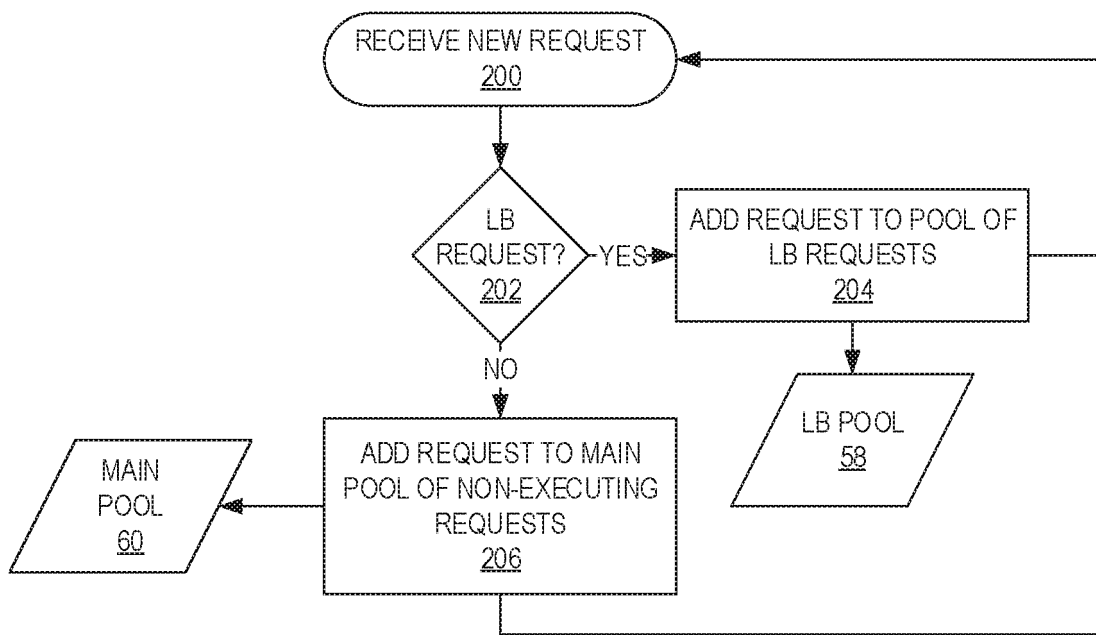 RECEIVE NEW REQUEST
200
LB
REQUEST?
202
YES
ADD REQUEST TO POOL OF
LB REQUESTS
204
NO
LB POOL
58
ADD REQUEST TO MAIN
POOL OF NON-EXECUTING
REQUESTS
206
MAIN
POOL
60